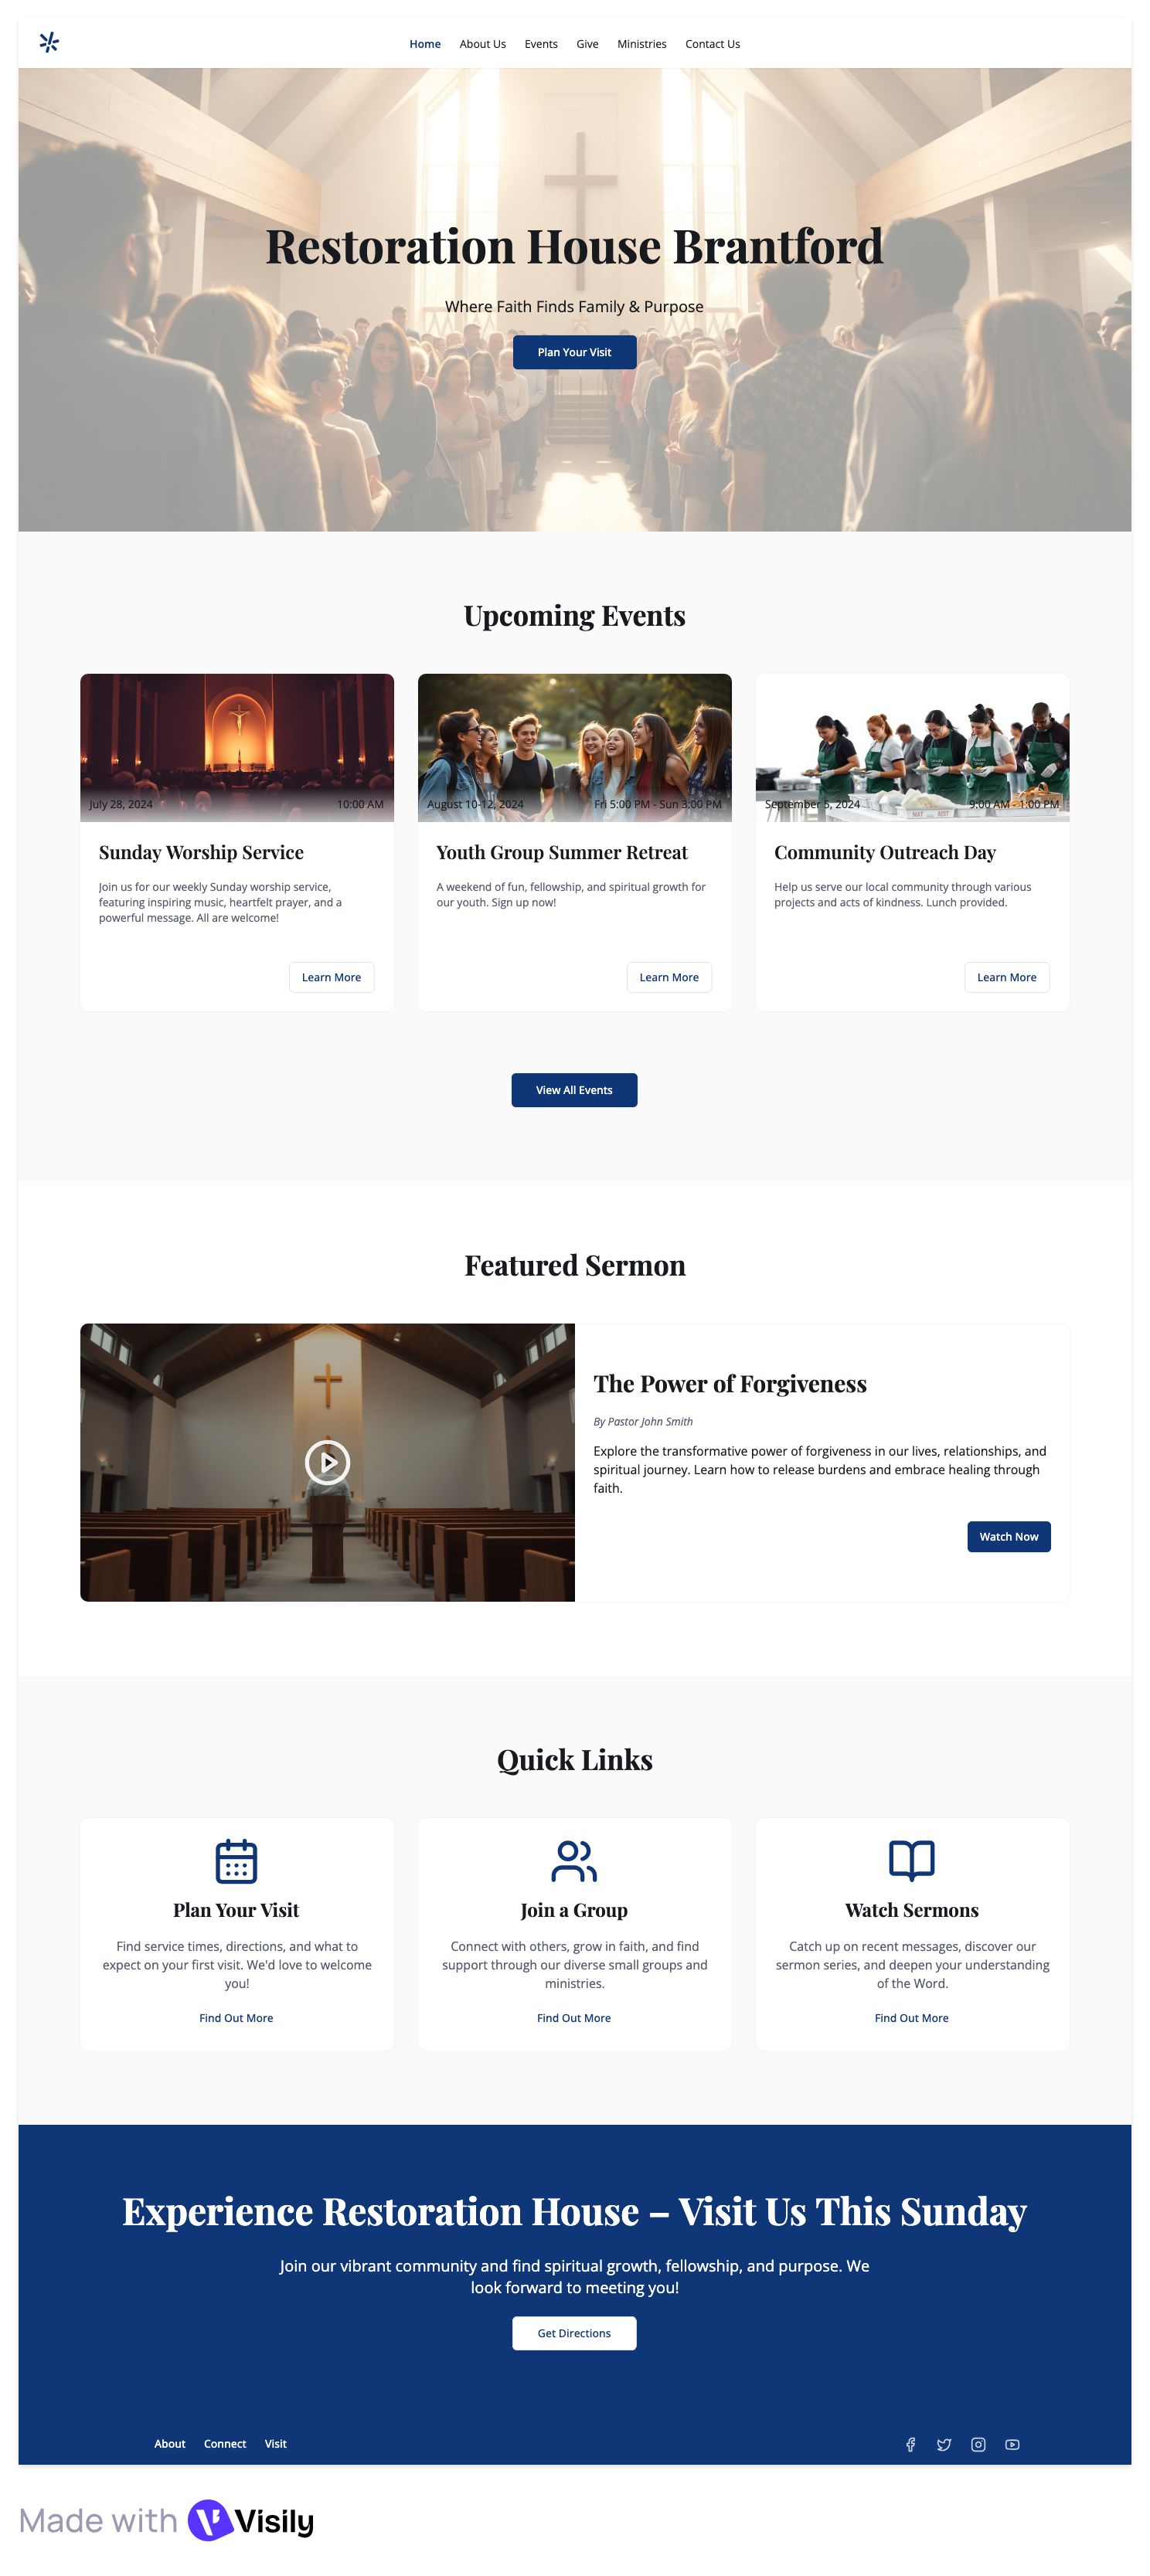 Home About Us Events Give Ministries Contact Us
Restoration House Brantford
Where Faith Finds Family & Purpose
Plan Your Visit
Upcoming Events
July 28, 2024 10:00 AM
Sunday Worship Service
Join us for our weekly Sunday worship service,
featuring inspiring music, heartfelt prayer, and a
powerful message. All are welcome!
Learn More
August 10-12, 2024 Fri 5:00 PM - Sun 3:00 PM
Youth Group Summer Retreat
A weekend of fun, fellowship, and spiritual growth for
our youth. Sign up now!
Learn More
September 5, 2024 9:00 AM - 1:00 PM
Community Outreach Day
Help us serve our local community through various
projects and acts of kindness. Lunch provided.
Learn More
View All Events
Featured Sermon
The Power of Forgiveness
By Pastor John Smith
Explore the transformative power of forgiveness in our lives, relationships, and
spiritual journey. Learn how to release burdens and embrace healing through
faith.
Watch Now
Quick Links
Plan Your Visit
Find service times, directions, and what to
expect on your first visit. We'd love to welcome
you!
Find Out More
Join a Group
Connect with others, grow in faith, and find
support through our diverse small groups and
ministries.
Find Out More
Watch Sermons
Catch up on recent messages, discover our
sermon series, and deepen your understanding
of the Word.
Find Out More
Experience Restoration House – Visit Us This Sunday
Join our vibrant community and find spiritual growth, fellowship, and purpose. We
look forward to meeting you!
Get Directions
About Connect Visit
Made with Visily